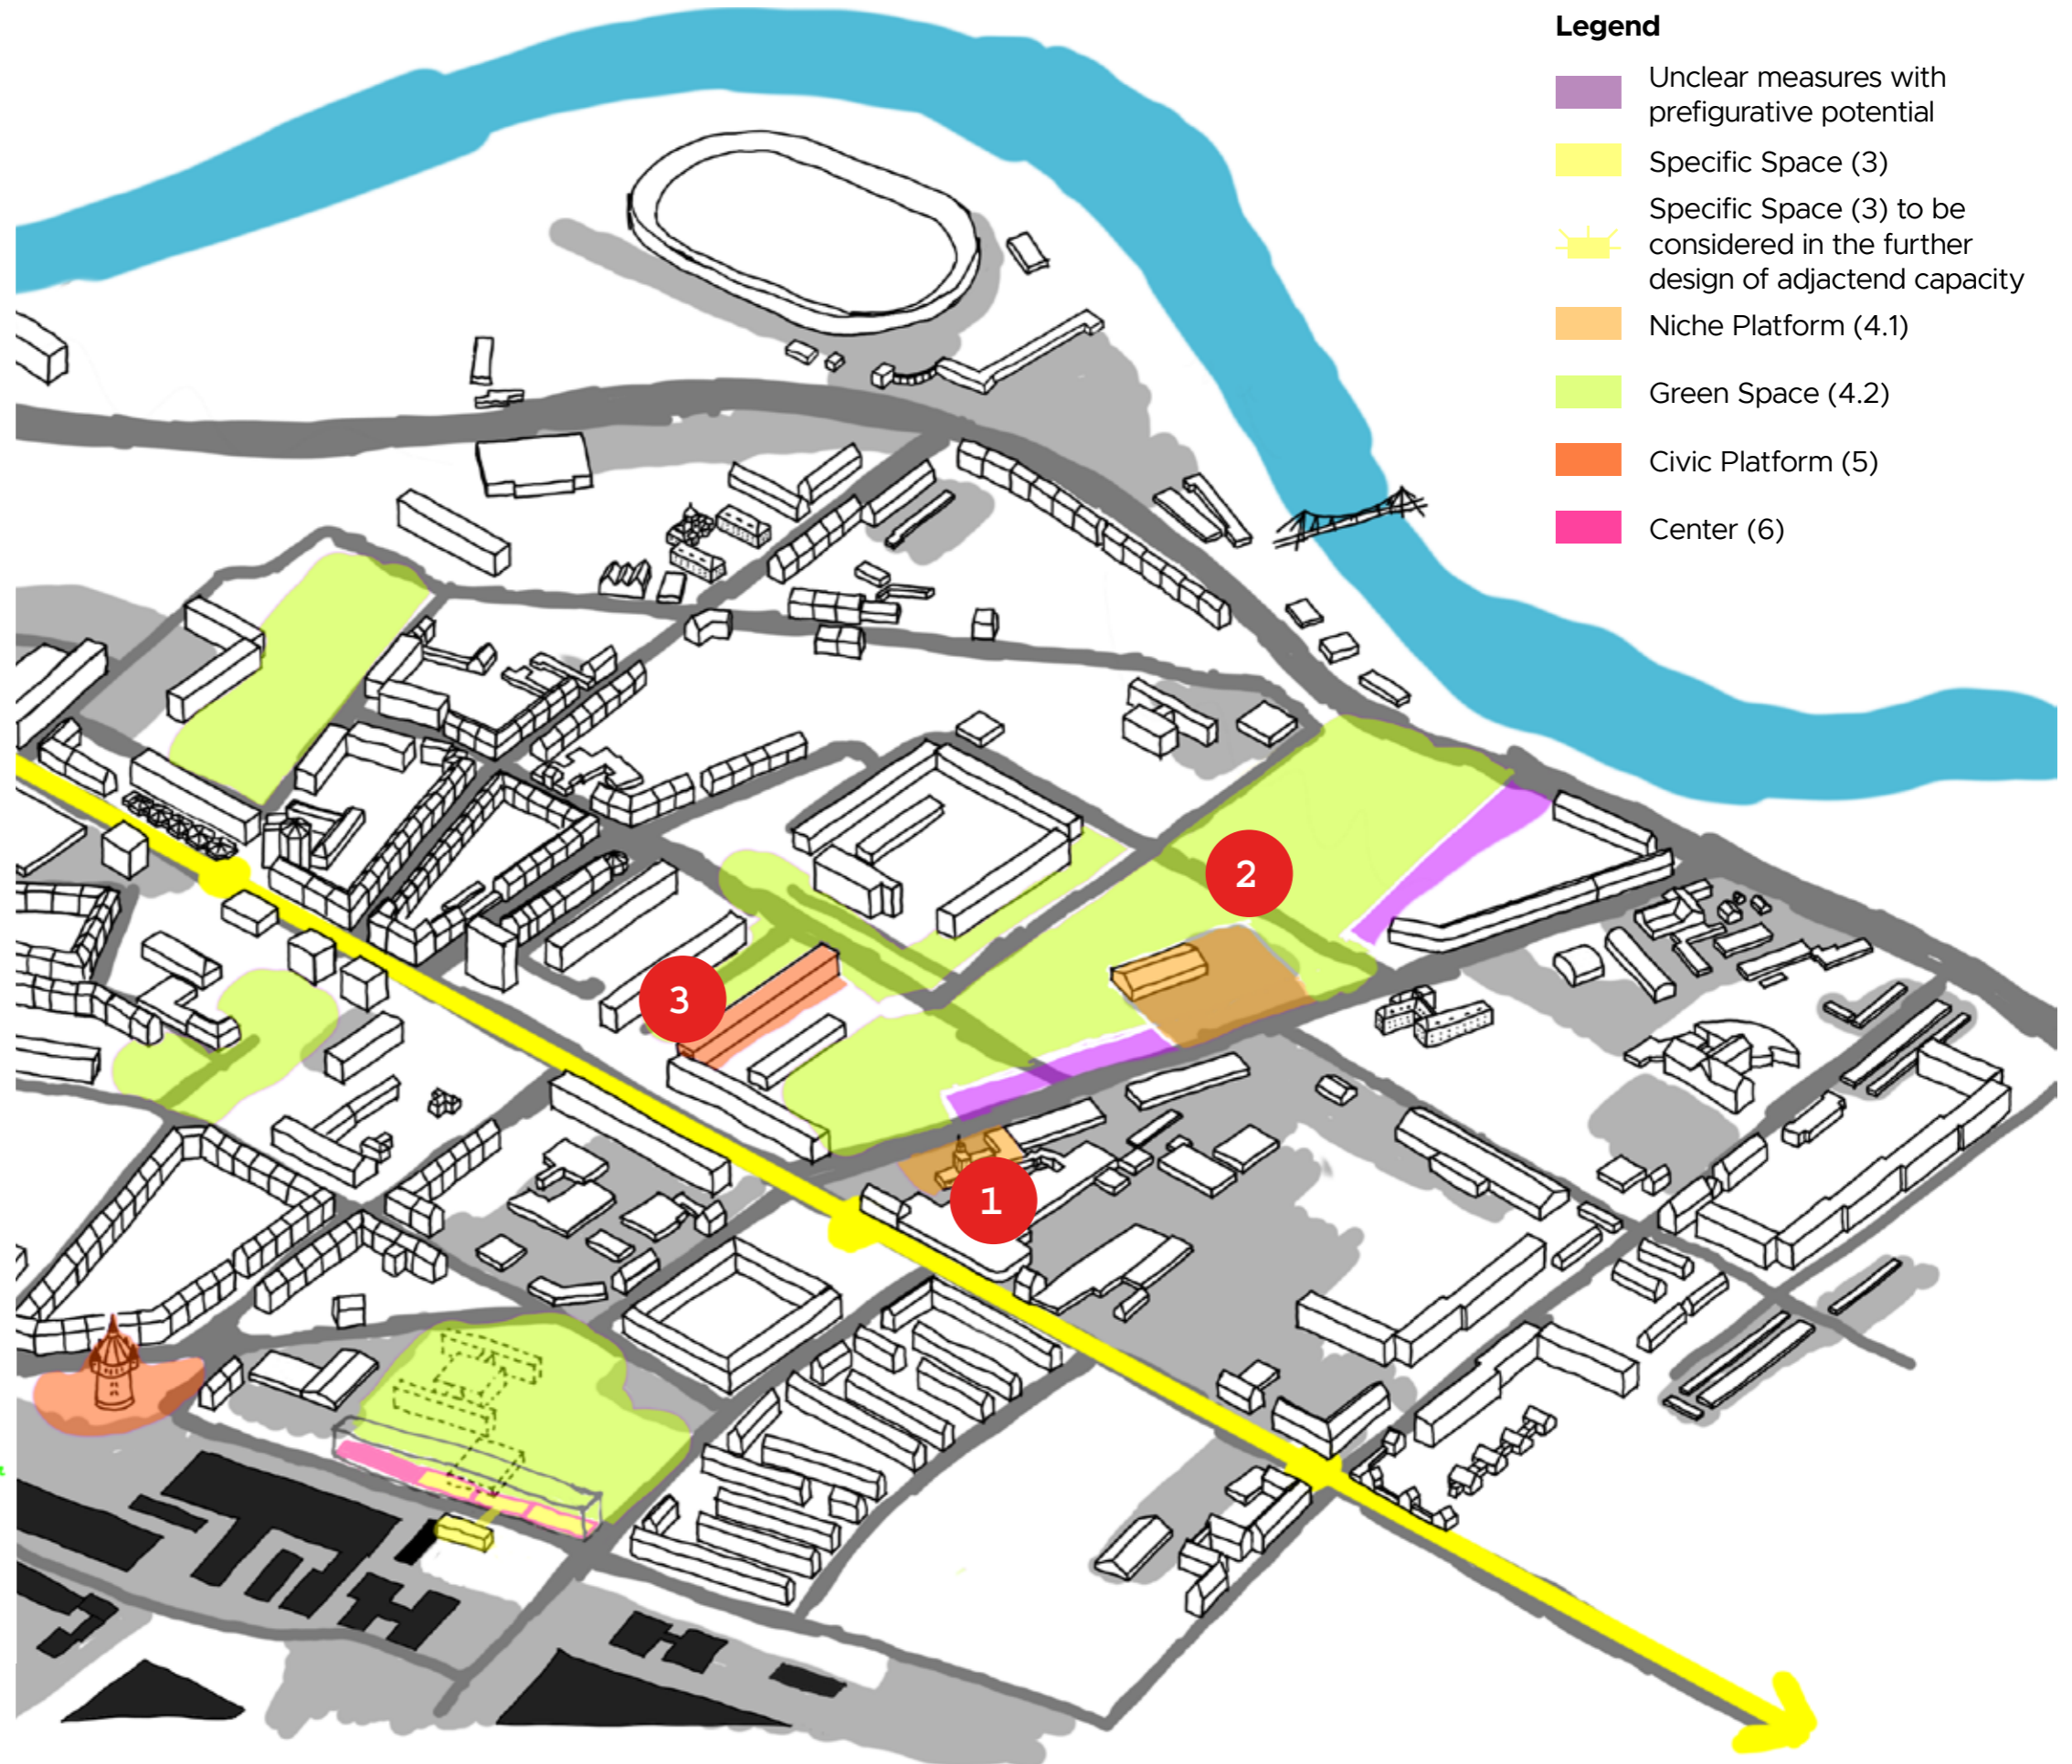 Legend
Unclear measures with
prefigurative potential
Specific Space (3)
Specific Space (3) to be
considered in the further
design of adjactend capacity
Niche Platform (4.1)
Green Space (4.2)
Civic Platform (5)
Center (6)
2
3
1